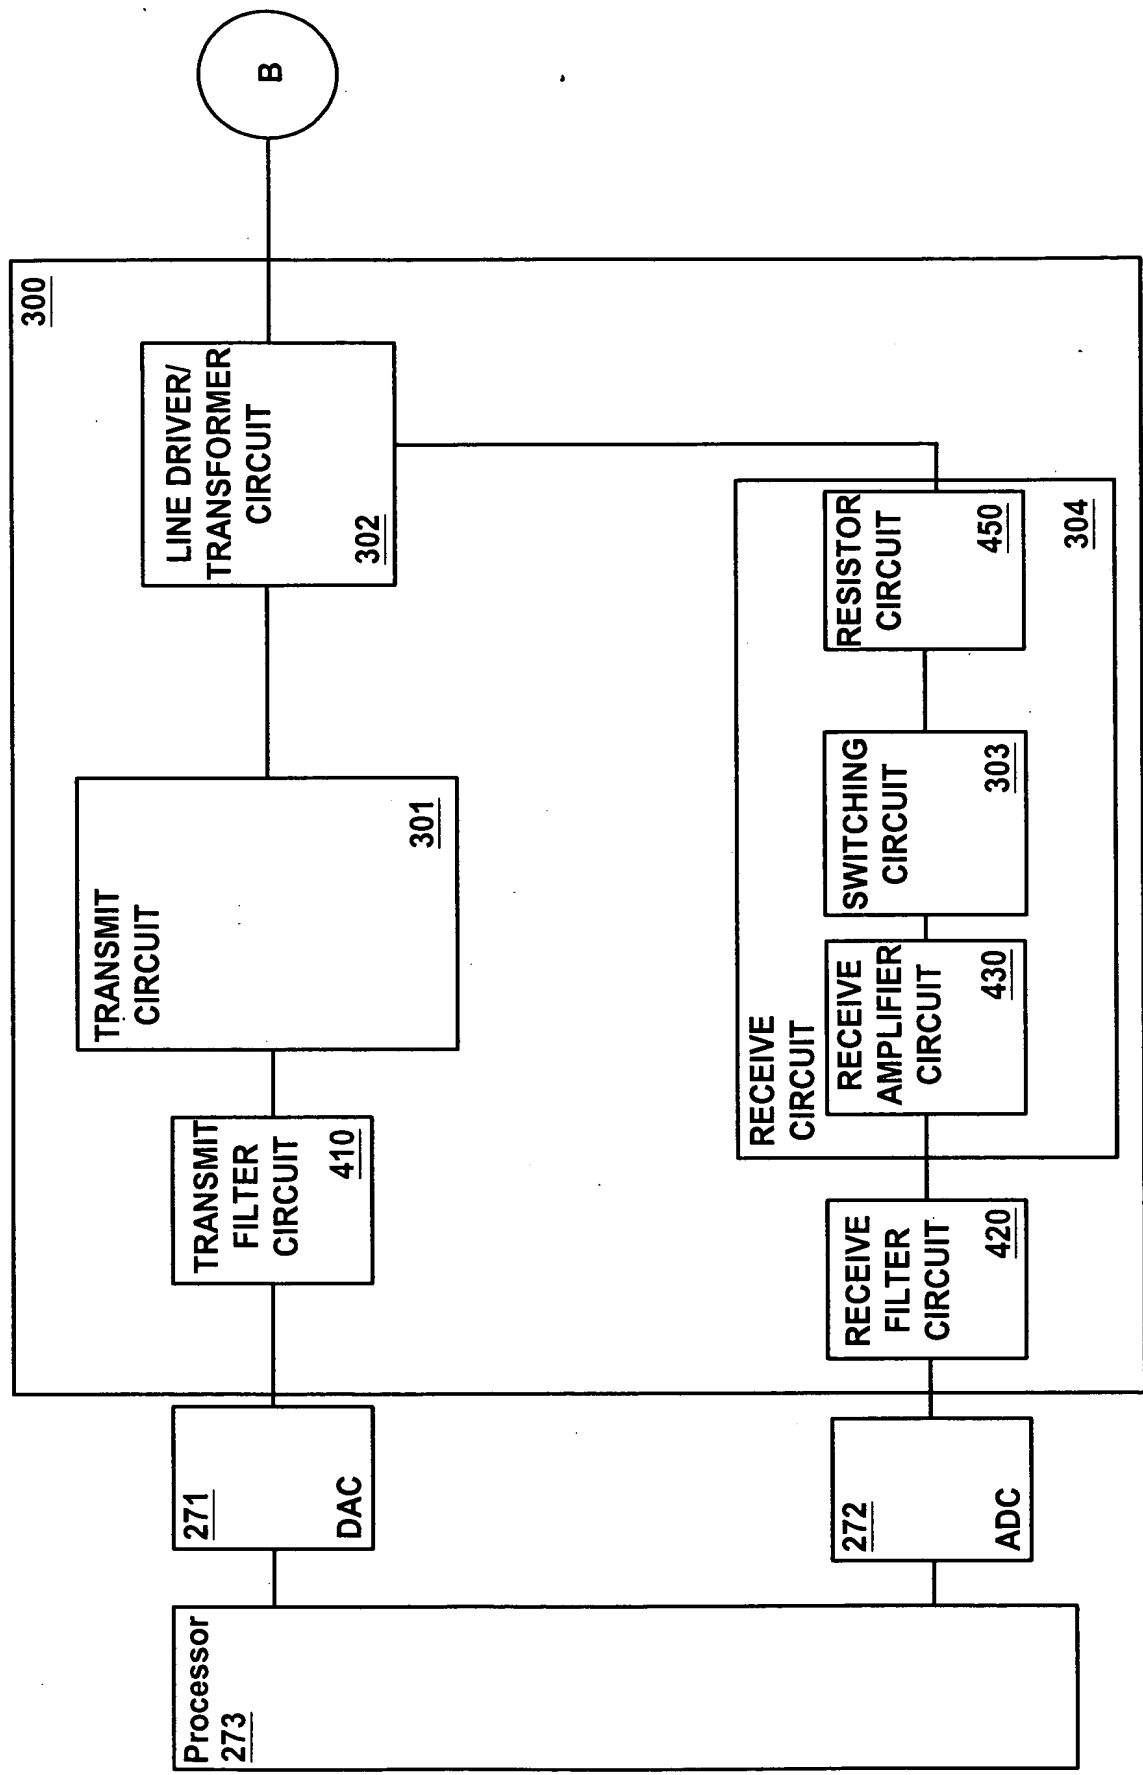 300
B
LINE DRIVER/
TRANSFORMER
CIRCUIT
302
TRANSMIT
CIRCUIT
301
TRANSMIT
FILTER
CIRCUIT
410
271
DAC
Processor
273
272
ADC
RECEIVE
FILTER
CIRCUIT
420
RECEIVE
CIRCUIT
RECEIVE
AMPLIFIER
CIRCUIT
430
SWITCHING
CIRCUIT
303
RESISTOR
CIRCUIT
450
304